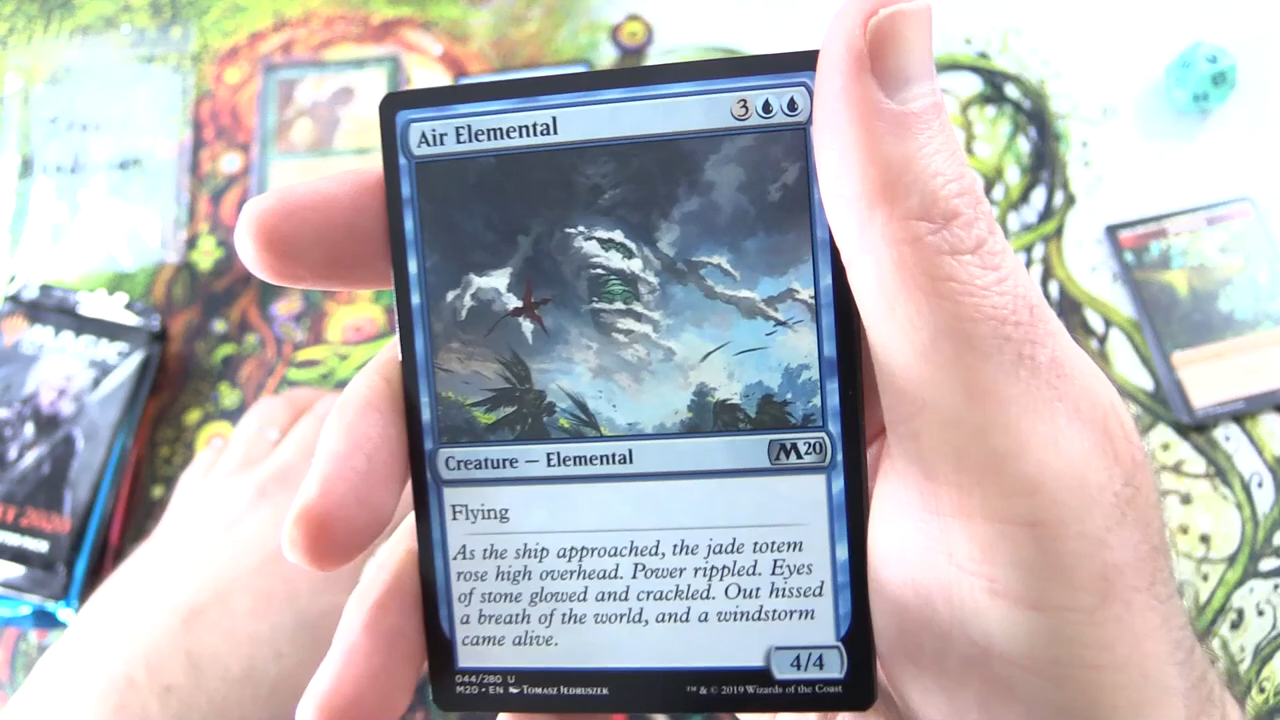 Air Elemental
3
Creature — Elemental
M20
Flying
As the ship approached, the jade totem
rose high overhead. Power rippled. Eyes
of stone glowed and crackled. Out hissed
a breath of the world, and a windstorm
came alive.
4/4
044/280 U
M20 • EN Tomasz Jedruszek
™ & © 2019 Wizards of the Coast
2020